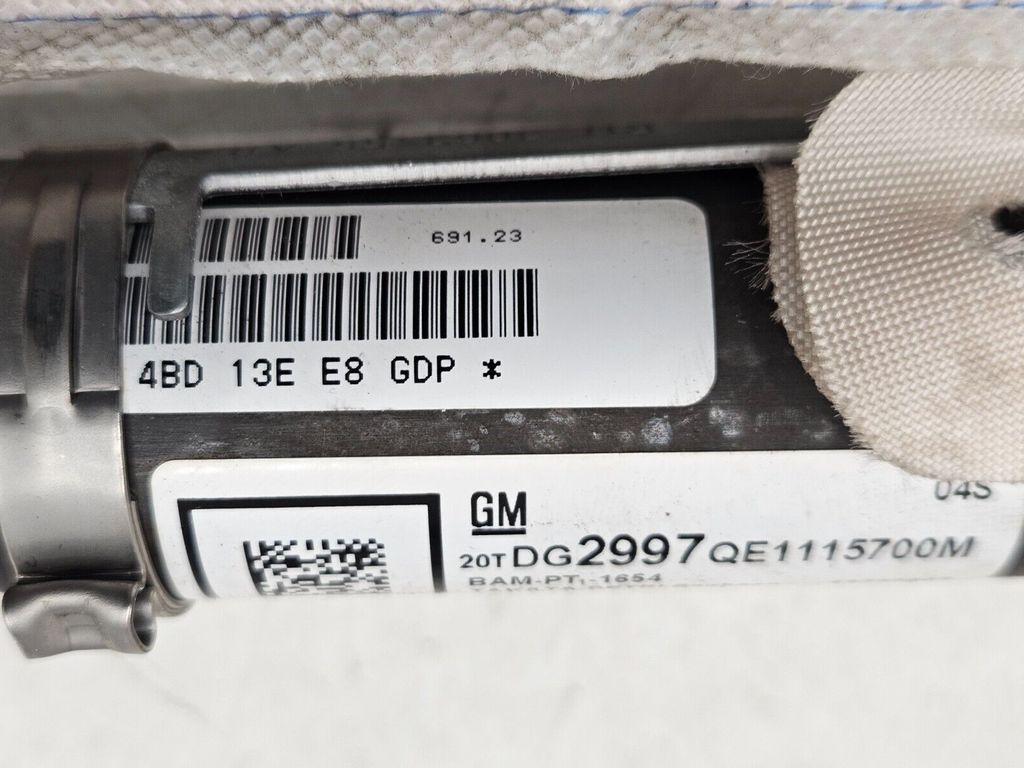 691.23
4BD 13E E8 GDP *
04S
GM
20TDG2997QE1115700M
BAM-PT1-1654